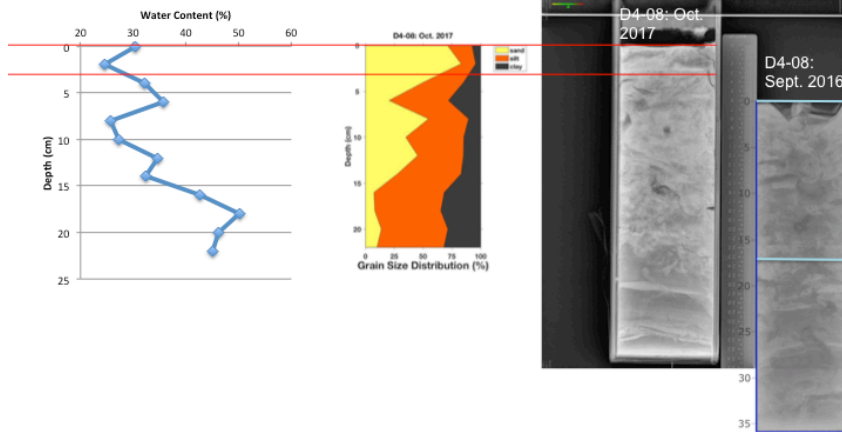 Water Content (%)
20 30 40 50 60
0
5
10
15
20
25
Depth (cm)
D4-08: Oct. 2017
sand
silt
clay
0
5
10
15
20
Depth (cm)
0 25 50 75 100
Grain Size Distribution (%)
D4-08: Oct.
2017
D4-08:
Sept. 2016
0
5
10
15
20
25
30
35